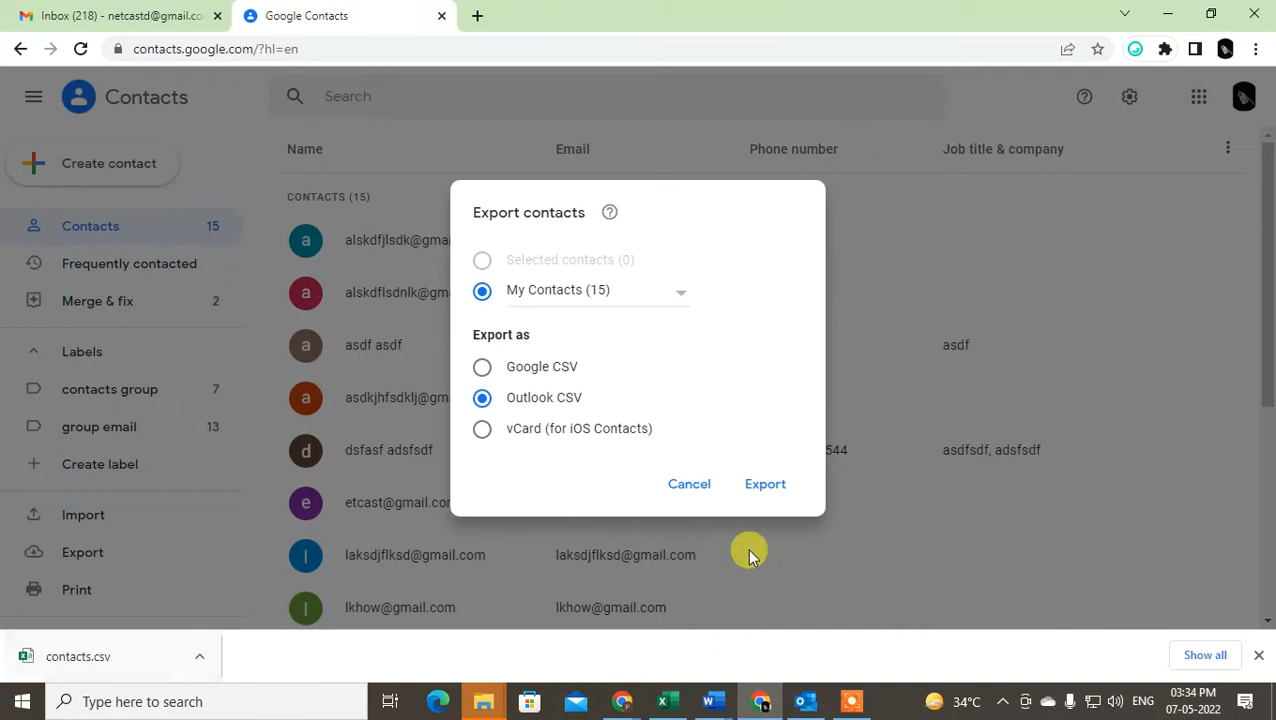 Inbox (218) - netcastd@gmail.co
Google Contacts
contacts.google.com/?hl=en
Contacts
Search
Create contact
Name
Email
Phone number
Job title & company
CONTACTS (15)
Contacts
15
Frequently contacted
Merge & fix
2
Labels
contacts group
7
group email
13
Create label
Import
Export
Print
a
alskdfjlsdk@gmai
a
alskdflsdnlk@gma
a
asdf asdf
asdf
a
asdkjhfsdklj@gm
d
dsfasf adsfsdf
544
asdfsdf, adsfsdf
e
etcast@gmail.co
l
laksdjflksd@gmail.com
laksdjflksd@gmail.com
l
lkhow@gmail.com
lkhow@gmail.com
Export contacts
Selected contacts (0)
My Contacts (15)
Export as
Google CSV
Outlook CSV
vCard (for iOS Contacts)
Cancel
Export
contacts.csv
Show all
Type here to search
34°C
03:34 PM
07-05-2022